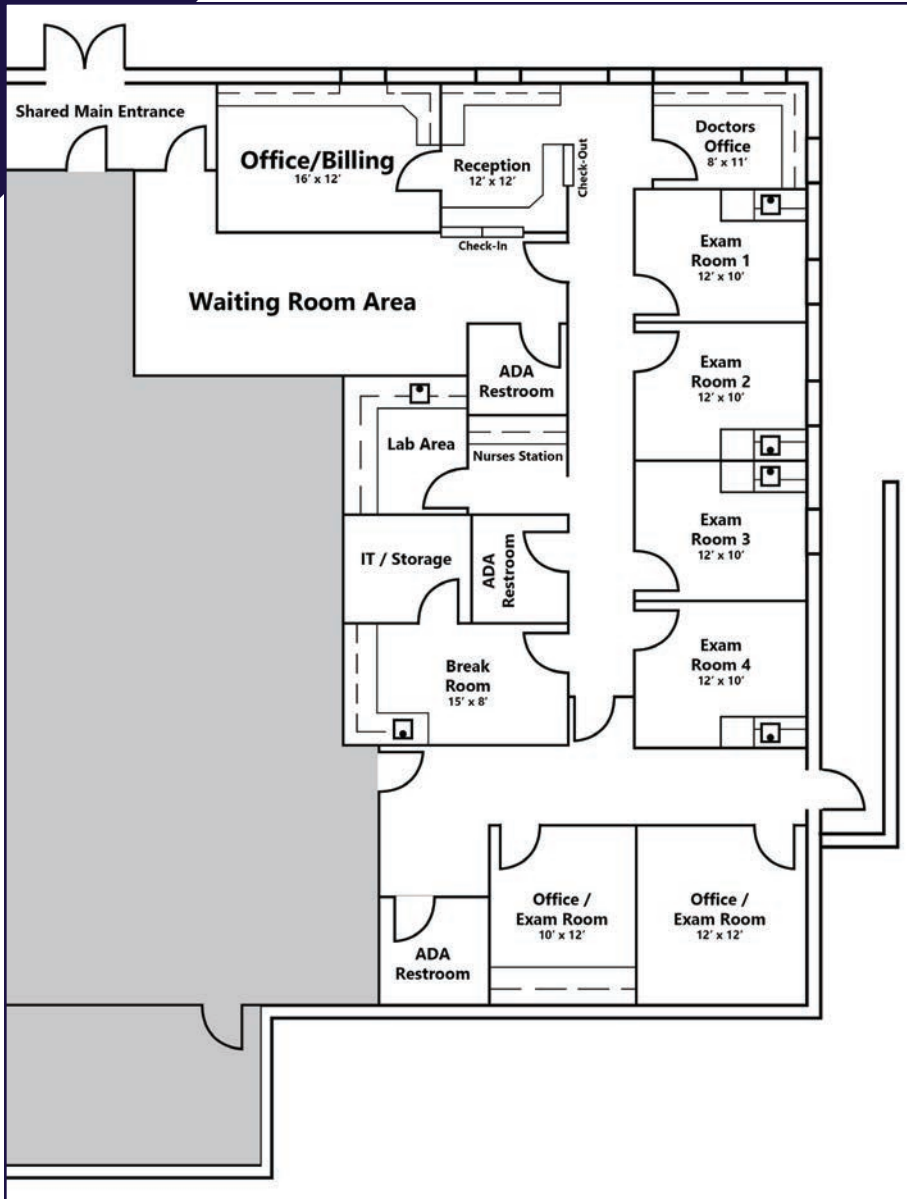 Shared Main Entrance
Office/Billing
16' x 12'
Reception
12' x 12'
Check-Out
Doctors
Office
8' x 11'
Check-In
Exam
Room 1
12' x 10'
Waiting Room Area
ADA
Restroom
Exam
Room 2
12' x 10'
Lab Area
Nurses Station
Exam
Room 3
12' x 10'
IT / Storage
ADA
Restroom
Break
Room
15' x 8'
Exam
Room 4
12' x 10'
Office /
Exam Room
10' x 12'
Office /
Exam Room
12' x 12'
ADA
Restroom